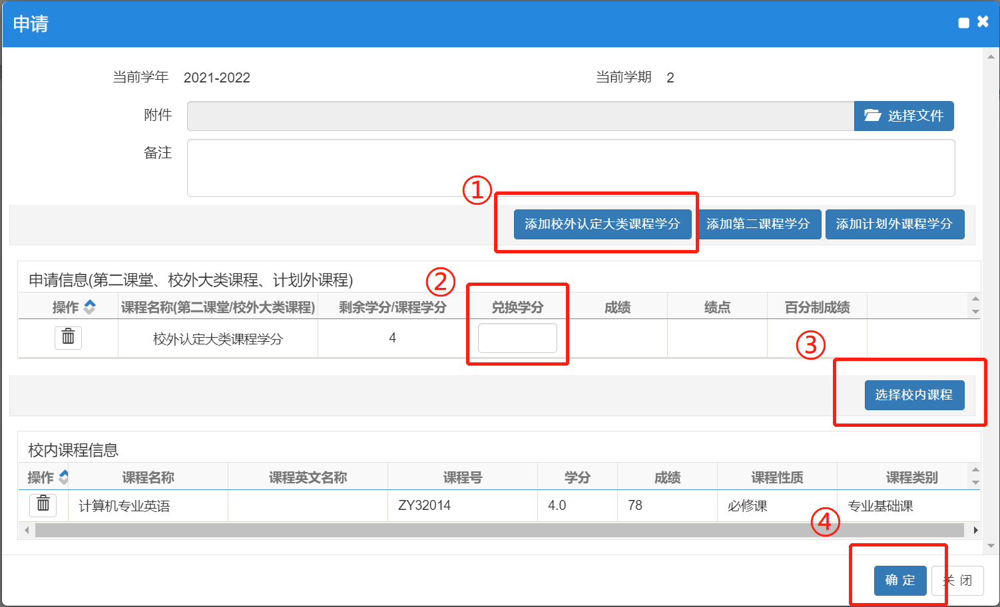 申请
当前学年 2021-2022 当前学期 2
附件 选择文件
备注
①
添加校外认定大类课程学分 添加第二课程学分 添加计划外课程学分
申请信息(第二课堂、校外大类课程、计划外课程) ②
操作 课程名称(第二课堂/校外大类课程) 剩余学分/课程学分 兑换学分 成绩 绩点 百分制成绩
校外认定大类课程学分 4
③
选择校内课程
校内课程信息
操作 课程名称 课程英文名称 课程号 学分 成绩 课程性质 课程类别
计算机专业英语 ZY32014 4.0 78 必修课 专业基础课
④
确 定 关 闭